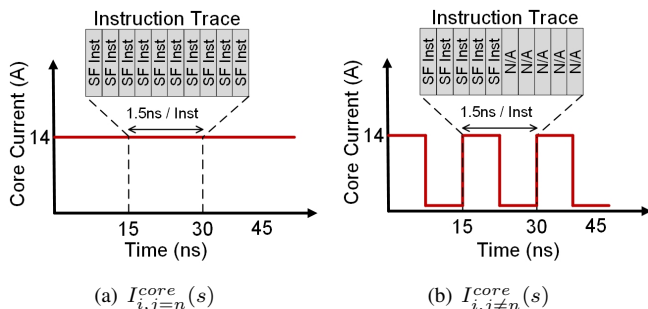 Instruction Trace
SF Inst
SF Inst
SF Inst
SF Inst
SF Inst
SF Inst
SF Inst
SF Inst
SF Inst
1.5ns / Inst
Core Current (A)
14
15 30 45
Time (ns)
(a) I^{core}_{i,j=n}(s)
Instruction Trace
SF Inst
SF Inst
SF Inst
SF Inst
SF Inst
N/A
N/A
N/A
N/A
N/A
1.5ns / Inst
Core Current (A)
14
15 30 45
Time (ns)
(b) I^{core}_{i,j≠n}(s)